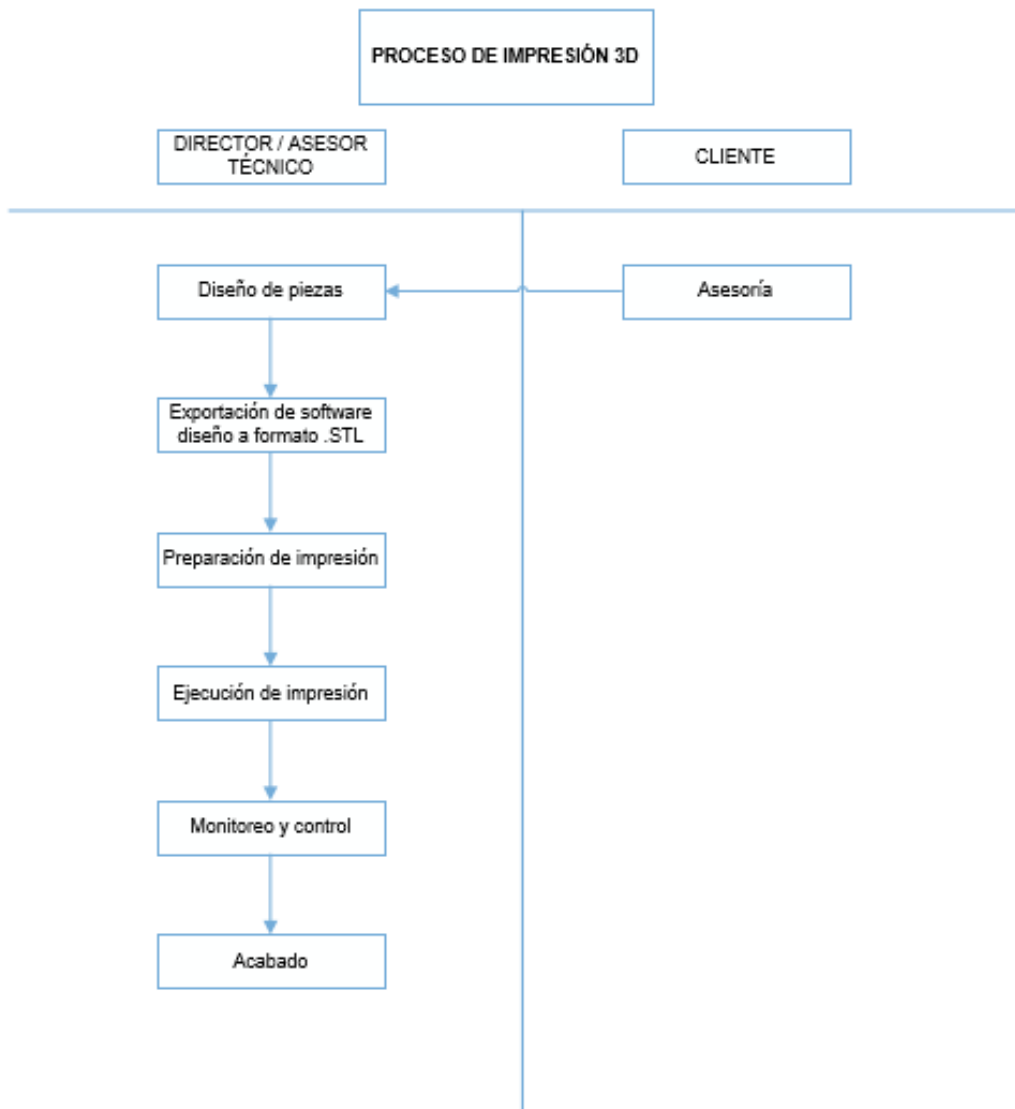 PROCESO DE IMPRESIÓN 3D
DIRECTOR / ASESOR
TÉCNICO
CLIENTE
Diseño de piezas
Asesoría
Exportación de software
diseño a formato .STL
Preparación de impresión
Ejecución de impresión
Monitoreo y control
Acabado